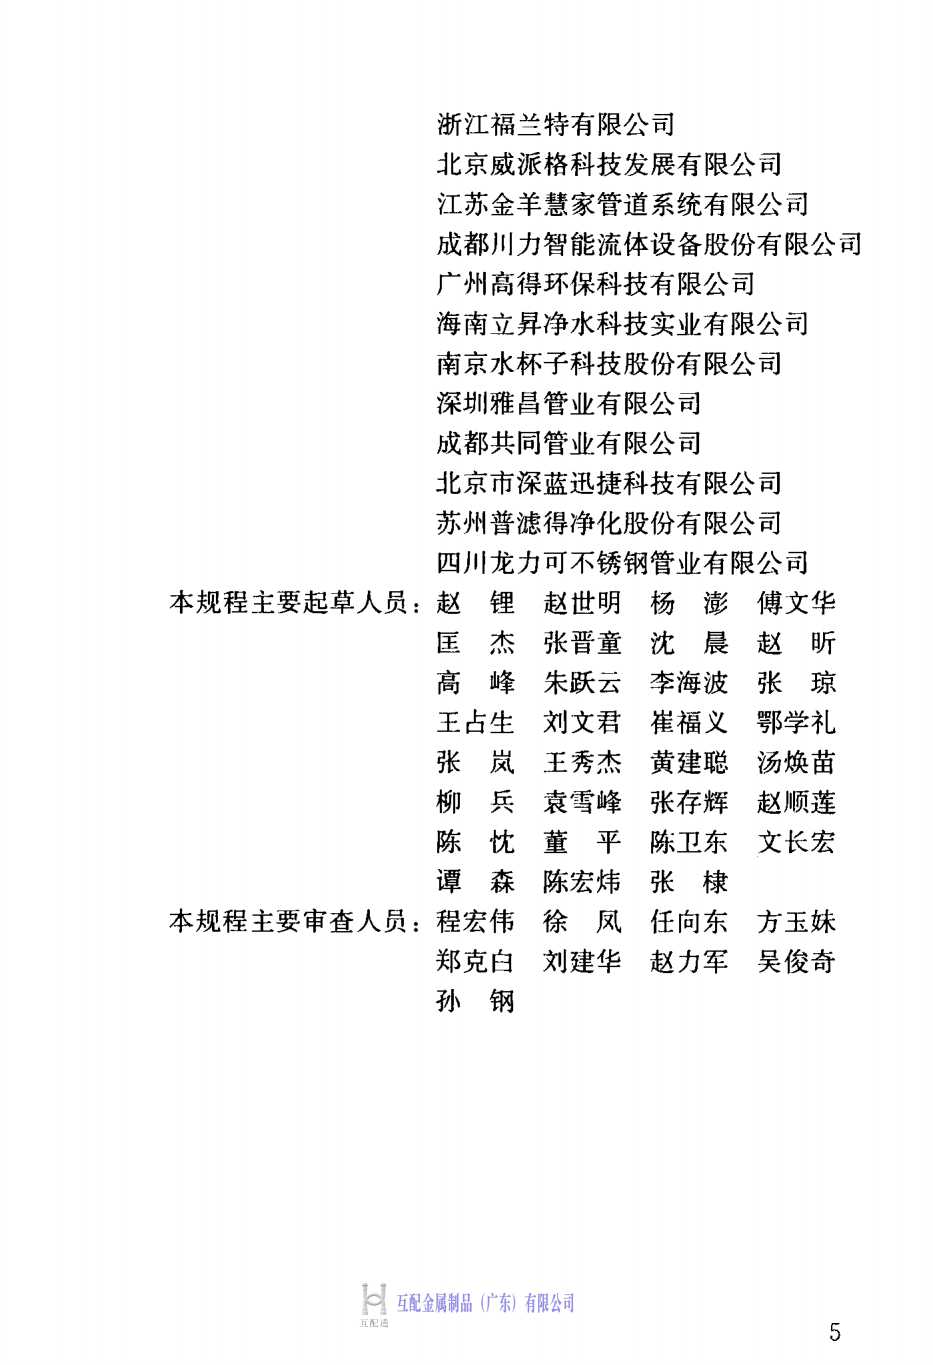 浙江福兰特有限公司
北京威派格科技发展有限公司
江苏金羊慧家管道系统有限公司
成都川力智能流体设备股份有限公司
广州高得环保科技有限公司
海南立昇净水科技实业有限公司
南京水杯子科技股份有限公司
深圳雅昌管业有限公司
成都共同管业有限公司
北京市深蓝迅捷科技有限公司
苏州普滤得净化股份有限公司
四川龙力可不锈钢管业有限公司
本规程主要起草人员：赵　锂　赵世明　杨　澎　傅文华
匡　杰　张晋童　沈　晨　赵　昕
高　峰　朱跃云　李海波　张　琼
王占生　刘文君　崔福义　鄂学礼
张　岚　王秀杰　黄建聪　汤焕苗
柳　兵　袁雪峰　张存辉　赵顺莲
陈　忱　董　平　陈卫东　文长宏
谭　森　陈宏炜　张　棣
本规程主要审查人员：程宏伟　徐　凤　任向东　方玉妹
郑克白　刘建华　赵力军　吴俊奇
孙　钢
互配金属制品（广东）有限公司
互配通
5